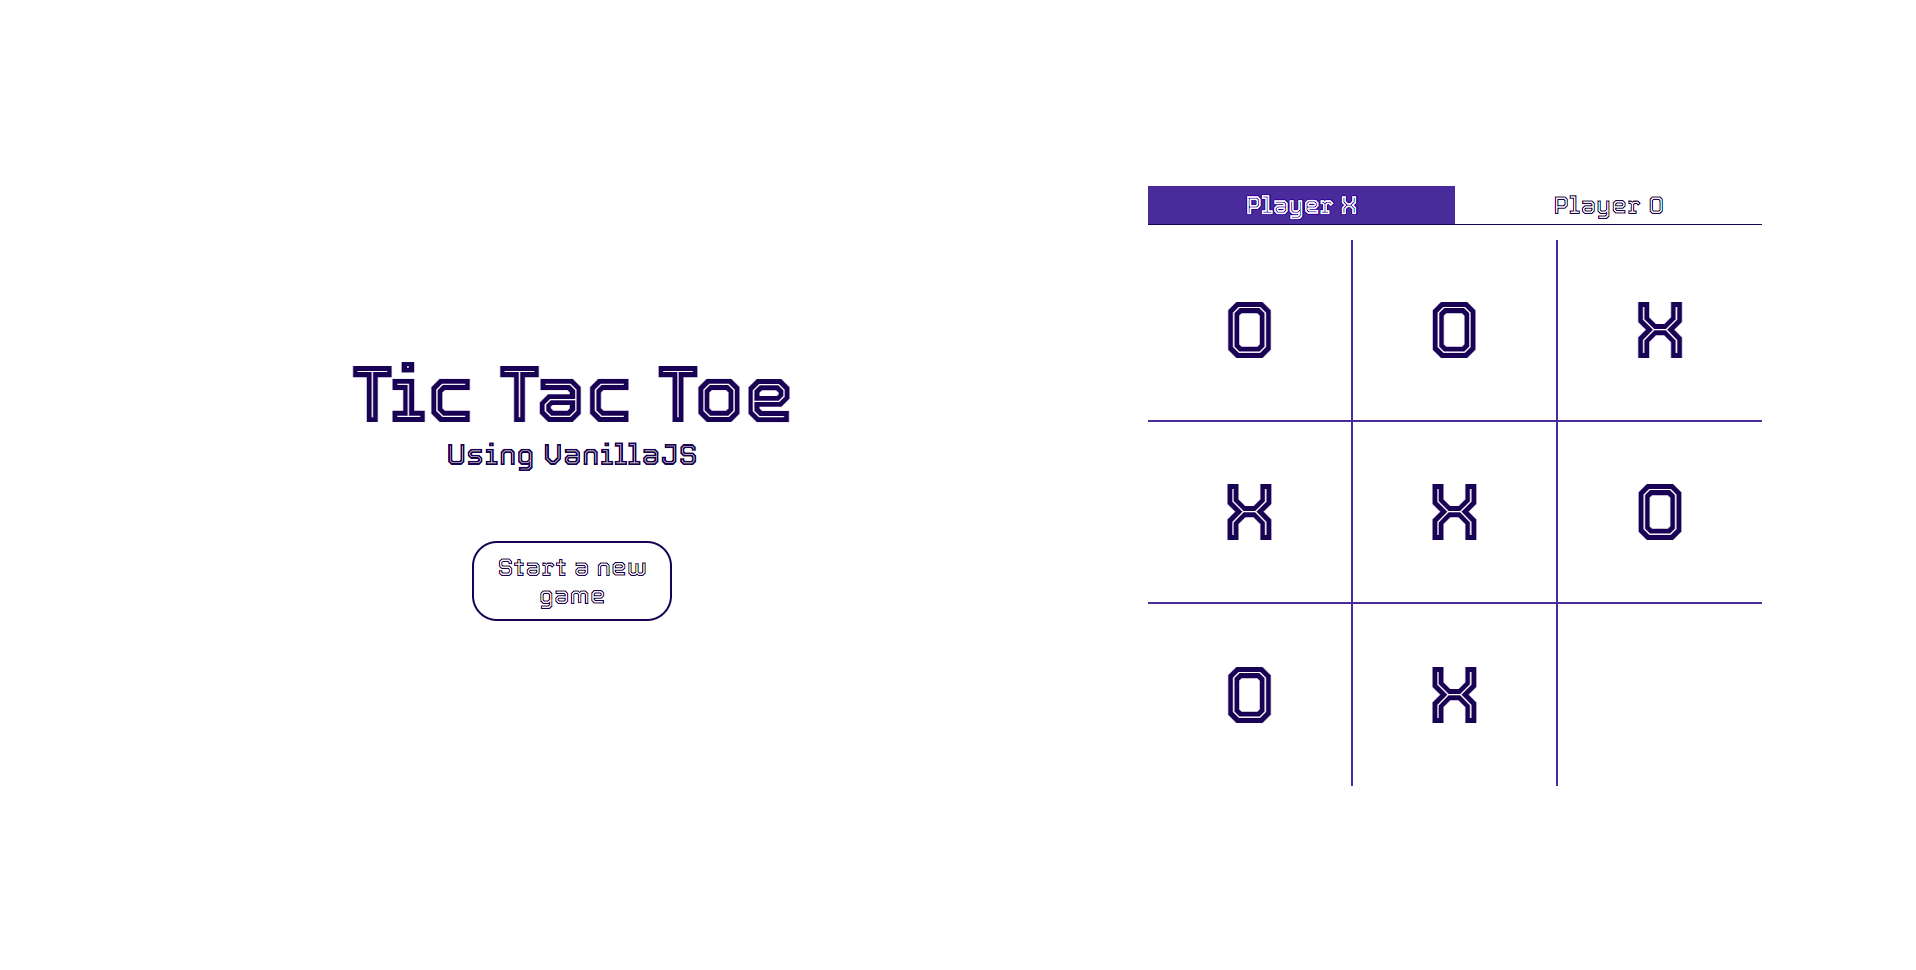 Tic Tac Toe
Using VanillaJS
Start a new
game
Player X Player O
O O X
X X O
O X